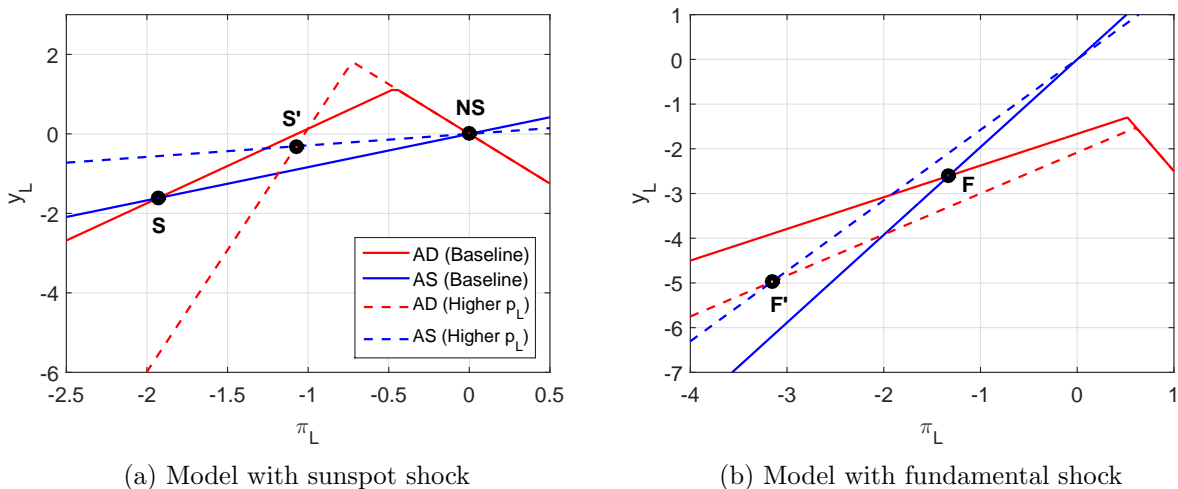 2
0
-2
-4
-6
y_L
-2.5
-2
-1.5
-1
-0.5
0
0.5
π_L
S
S'
NS
AD (Baseline)
AS (Baseline)
AD (Higher p_L)
AS (Higher p_L)
(a) Model with sunspot shock
1
0
-1
-2
-3
-4
-5
-6
-7
y_L
-4
-3
-2
-1
0
1
π_L
F
F'
(b) Model with fundamental shock